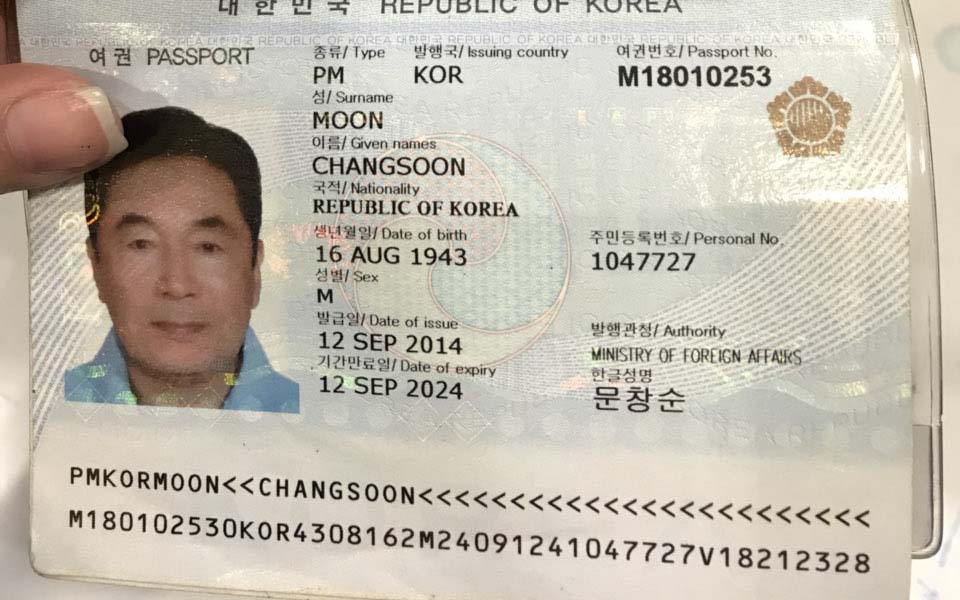 대한민국 REPUBLIC OF KOREA
여권 PASSPORT
종류/ Type 발행국/ Issuing country 여권번호/ Passport No.
PM KOR M18010253
성/ Surname
MOON
이름/ Given names
CHANGSOON
국적/ Nationality
REPUBLIC OF KOREA
생년월일/ Date of birth 주민등록번호/ Personal No.
16 AUG 1943 1047727
성별/ Sex
M
발급일/ Date of issue 발행관청/ Authority
12 SEP 2014 MINISTRY OF FOREIGN AFFAIRS
기간만료일/ Date of expiry 한글성명
12 SEP 2024 문창순
PMKORMOON<<CHANGSOON<<<<<<<<<<<<<<<<<<<<<<<<
M180102530KOR4308162M24091241047727V18212328